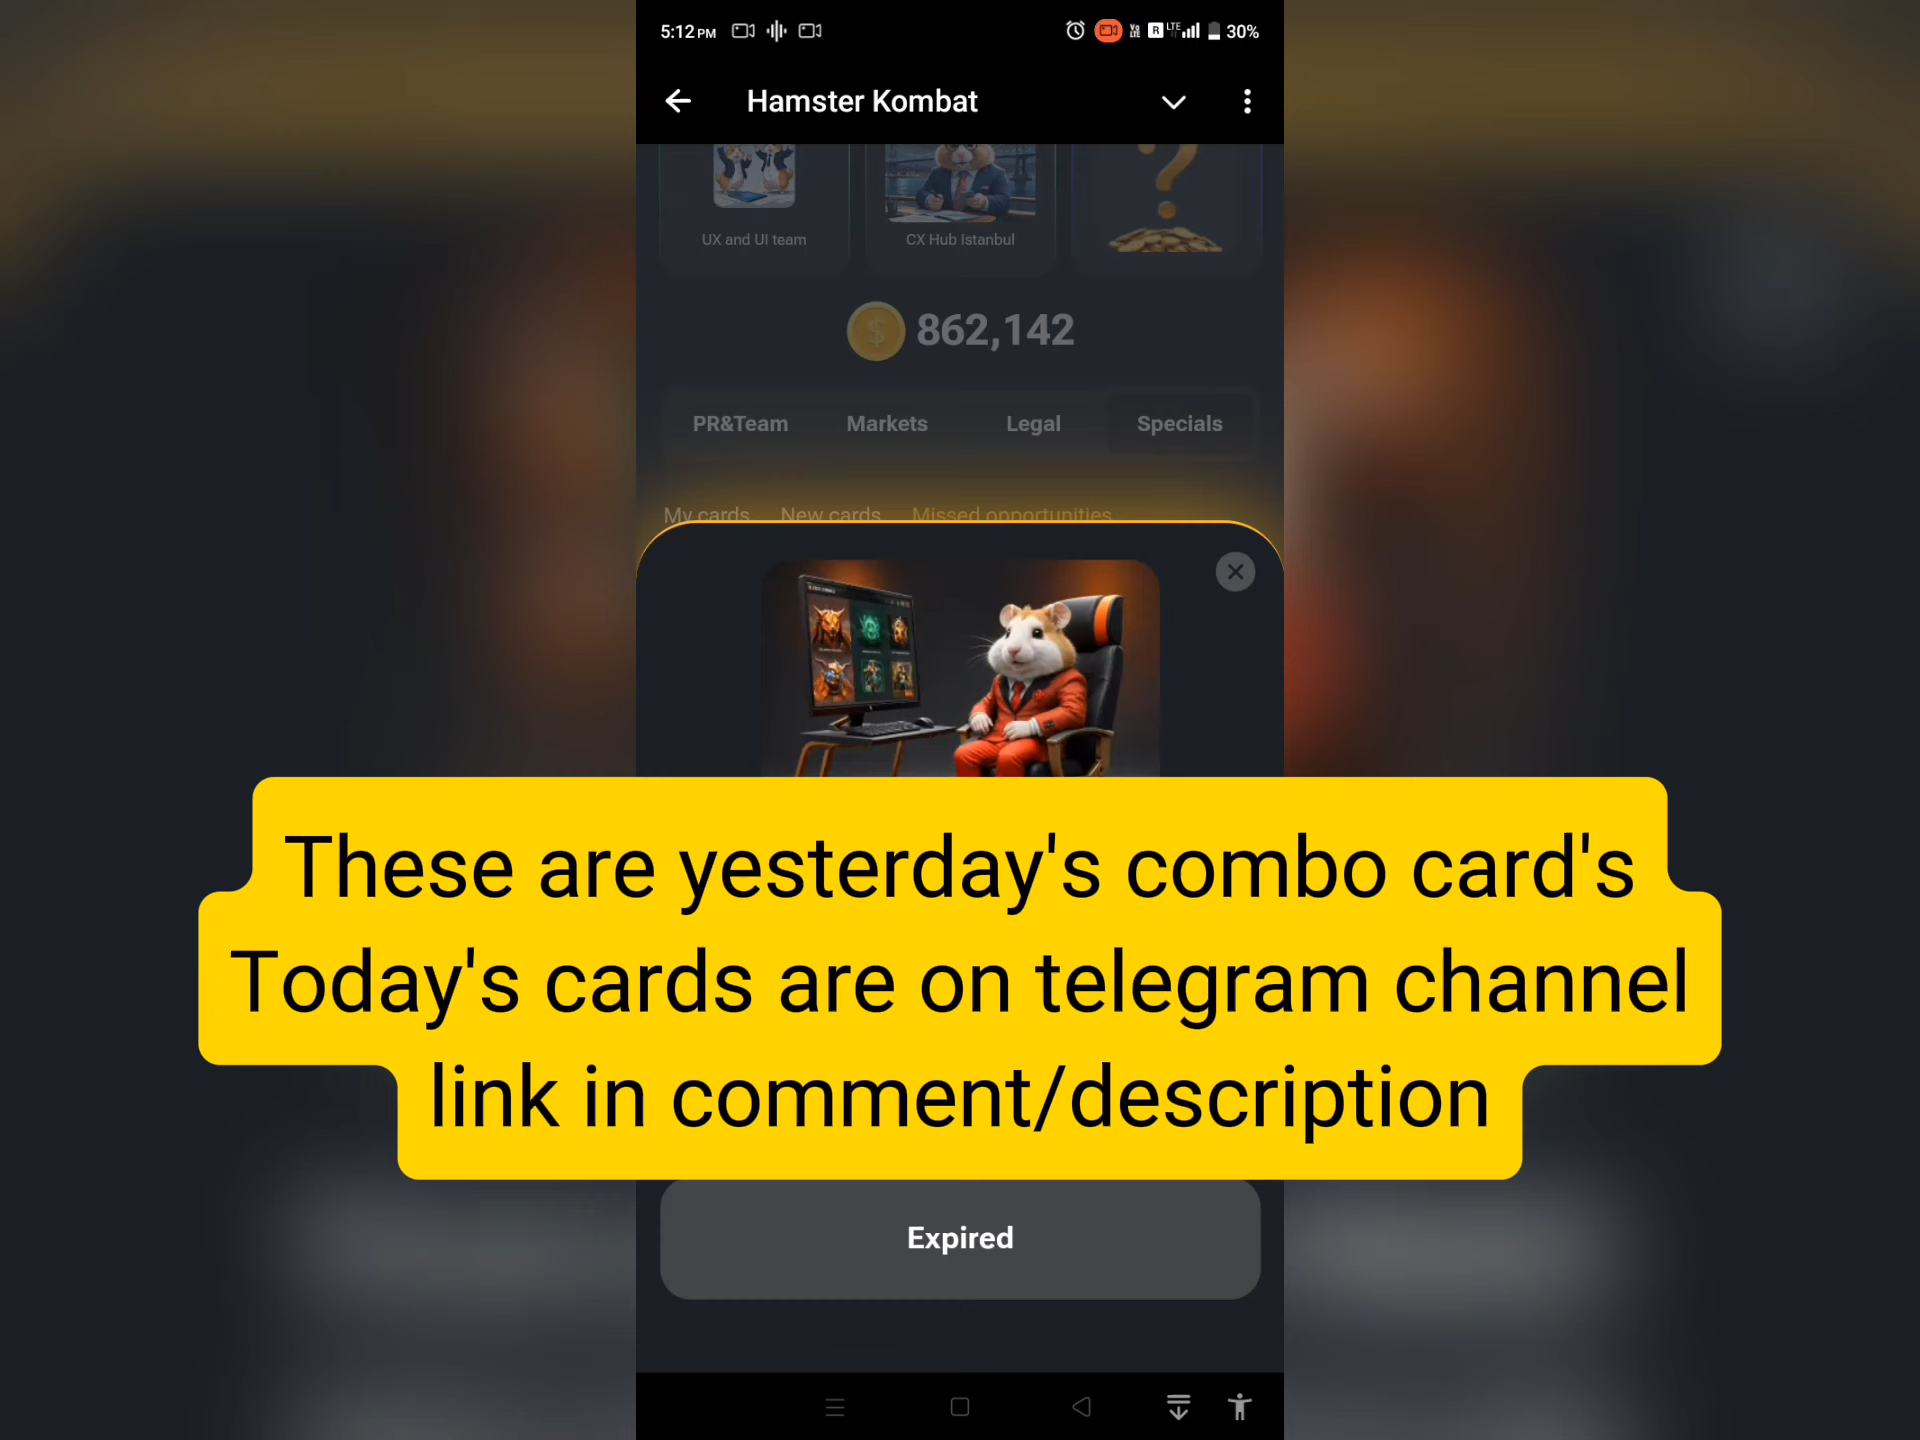 5:12 PM
LTE
30%
Hamster Kombat
UX and UI team
CX Hub Istanbul
862,142
PR&Team
Markets
Legal
Specials
My cards
New cards
Missed opportunities
These are yesterday's combo card's
Today's cards are on telegram channel
link in comment/description
Expired